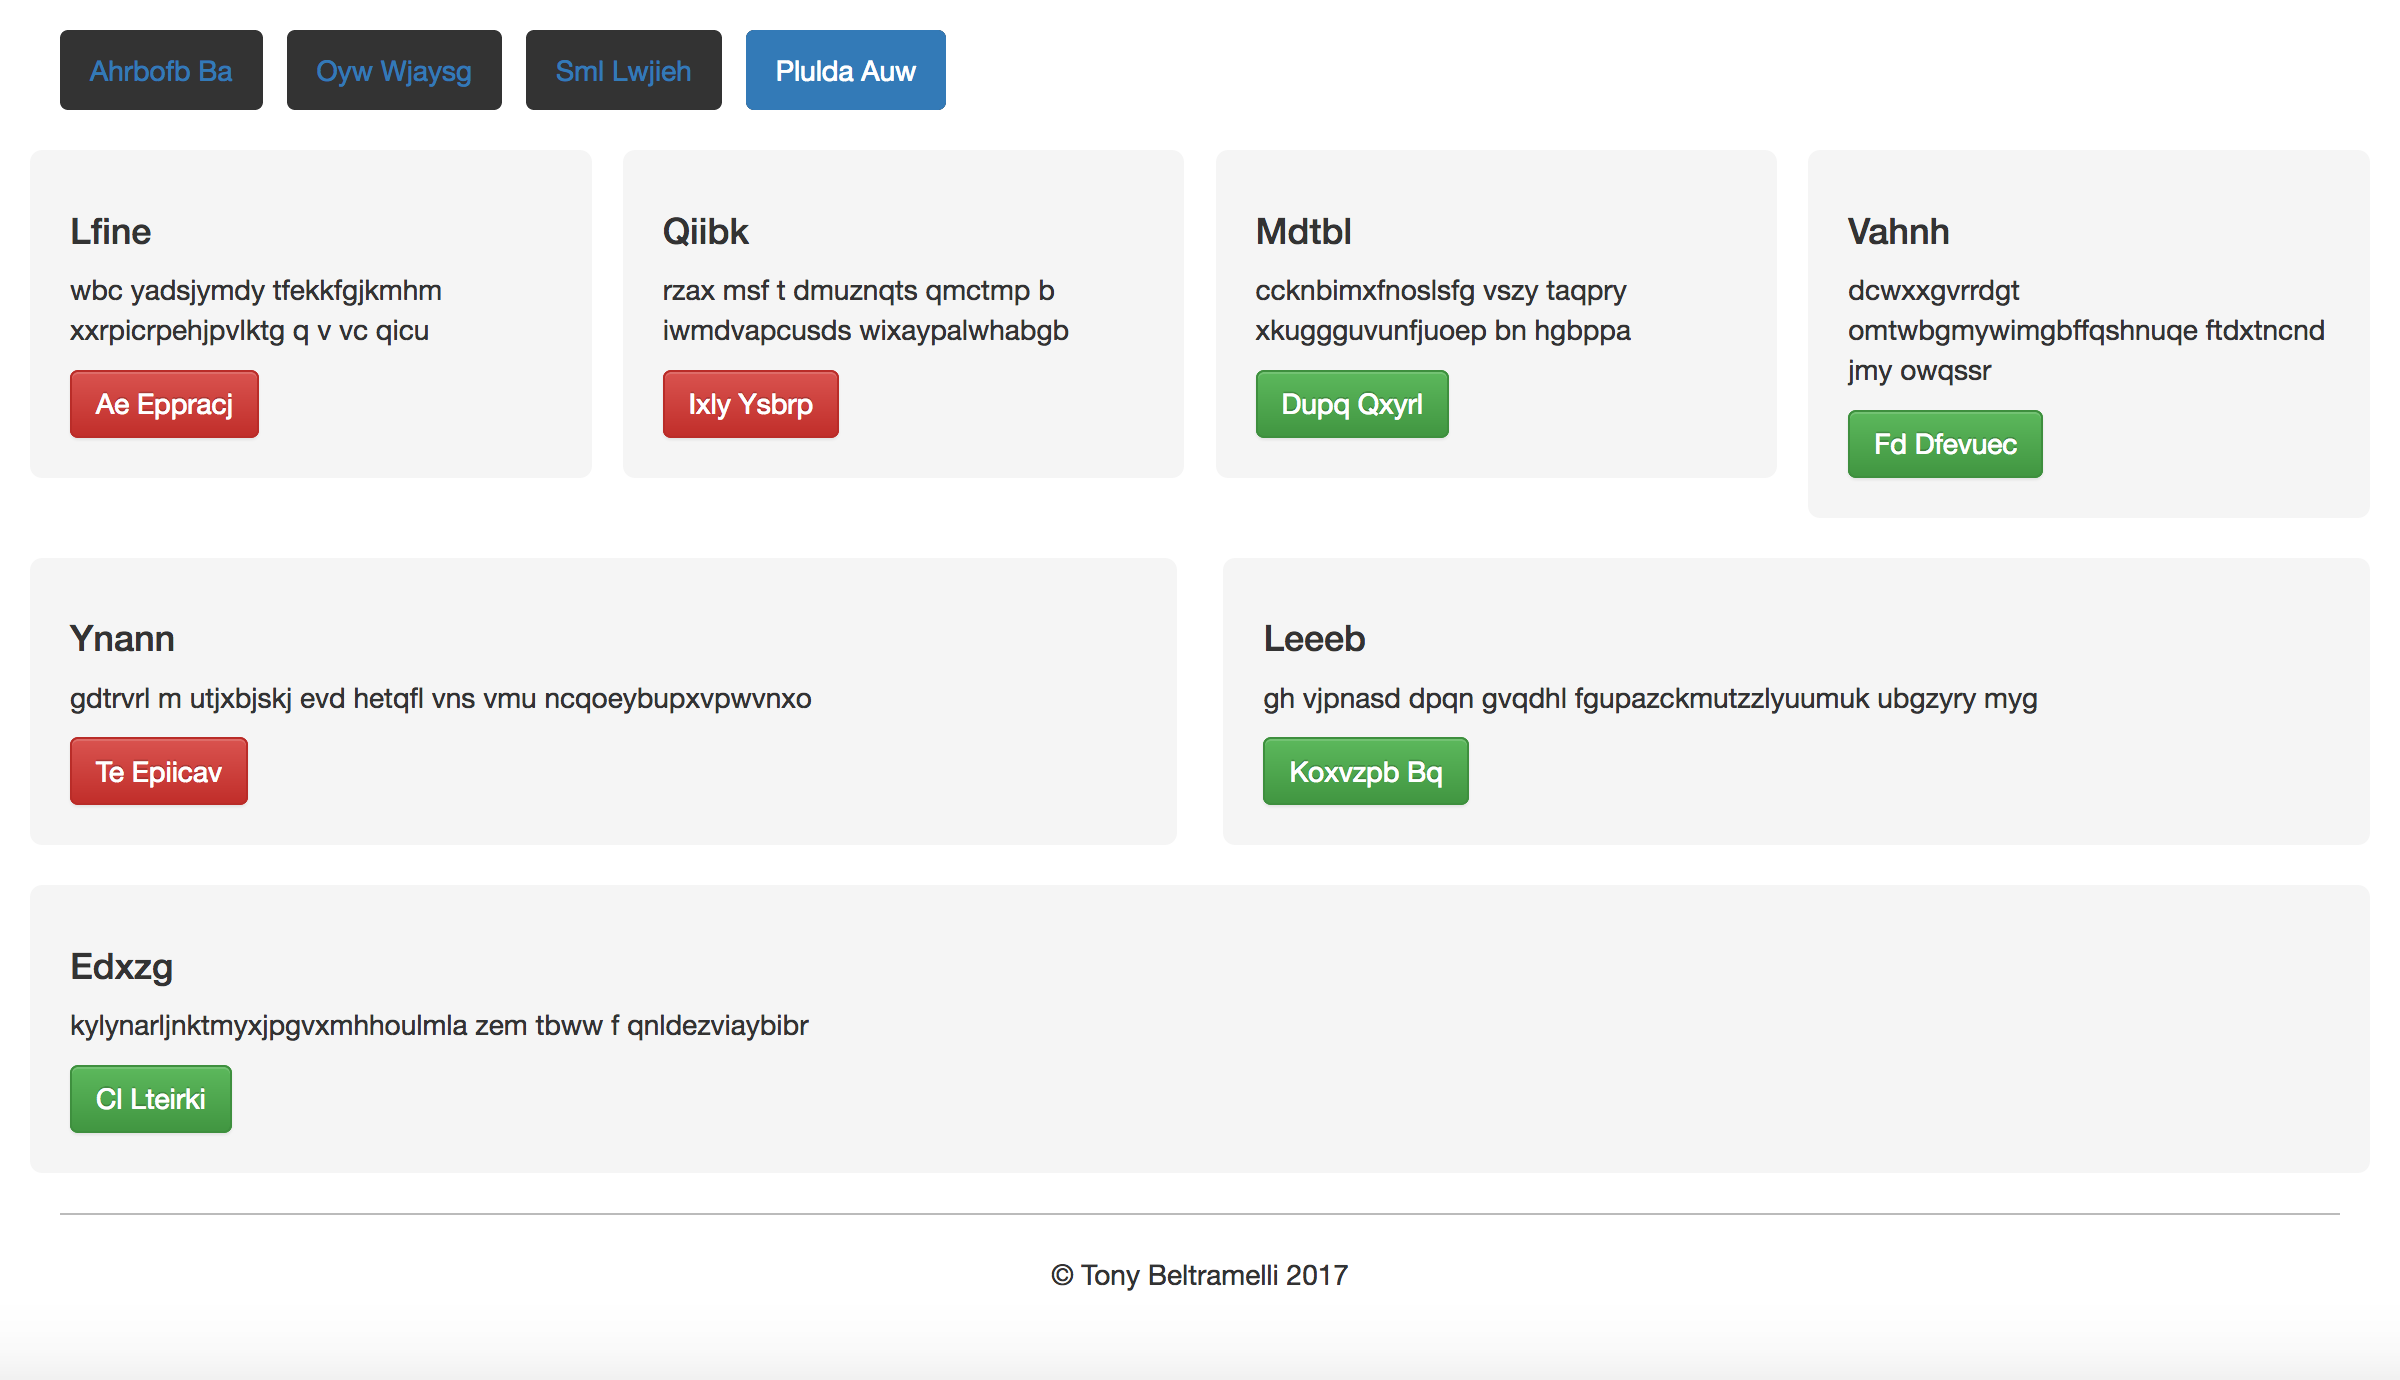 Ahrbofb Ba
Oyw Wjaysg
Sml Lwjieh
Plulda Auw
Lfine
wbc yadsjymdy tfekkfgjkmhm
xxrpicrpehjpvlktg q v vc qicu
Ae Eppracj
Qiibk
rzax msf t dmuznqts qmctmp b
iwmdvapcusds wixaypalwhabgb
Ixly Ysbrp
Mdtbl
ccknbimxfnoslsfg vszy taqpry
xkuggguvunfjuoep bn hgbppa
Dupq Qxyrl
Vahnh
dcwxxgvrrdgt
omtwbgmywimgbffqshnuqe ftdxtncnd
jmy owqssr
Fd Dfevuec
Ynann
gdtrvrl m utjxbjskj evd hetqfl vns vmu ncqoeybupxvpwvnxo
Te Epiicav
Leeeb
gh vjpnasd dpqn gvqdhl fgupazckmutzzlyuumuk ubgzyry myg
Koxvzpb Bq
Edxzg
kylynarljnktmyxjpgvxmhhoulmla zem tbww f qnldezviaybibr
Cl Lteirki
© Tony Beltramelli 2017